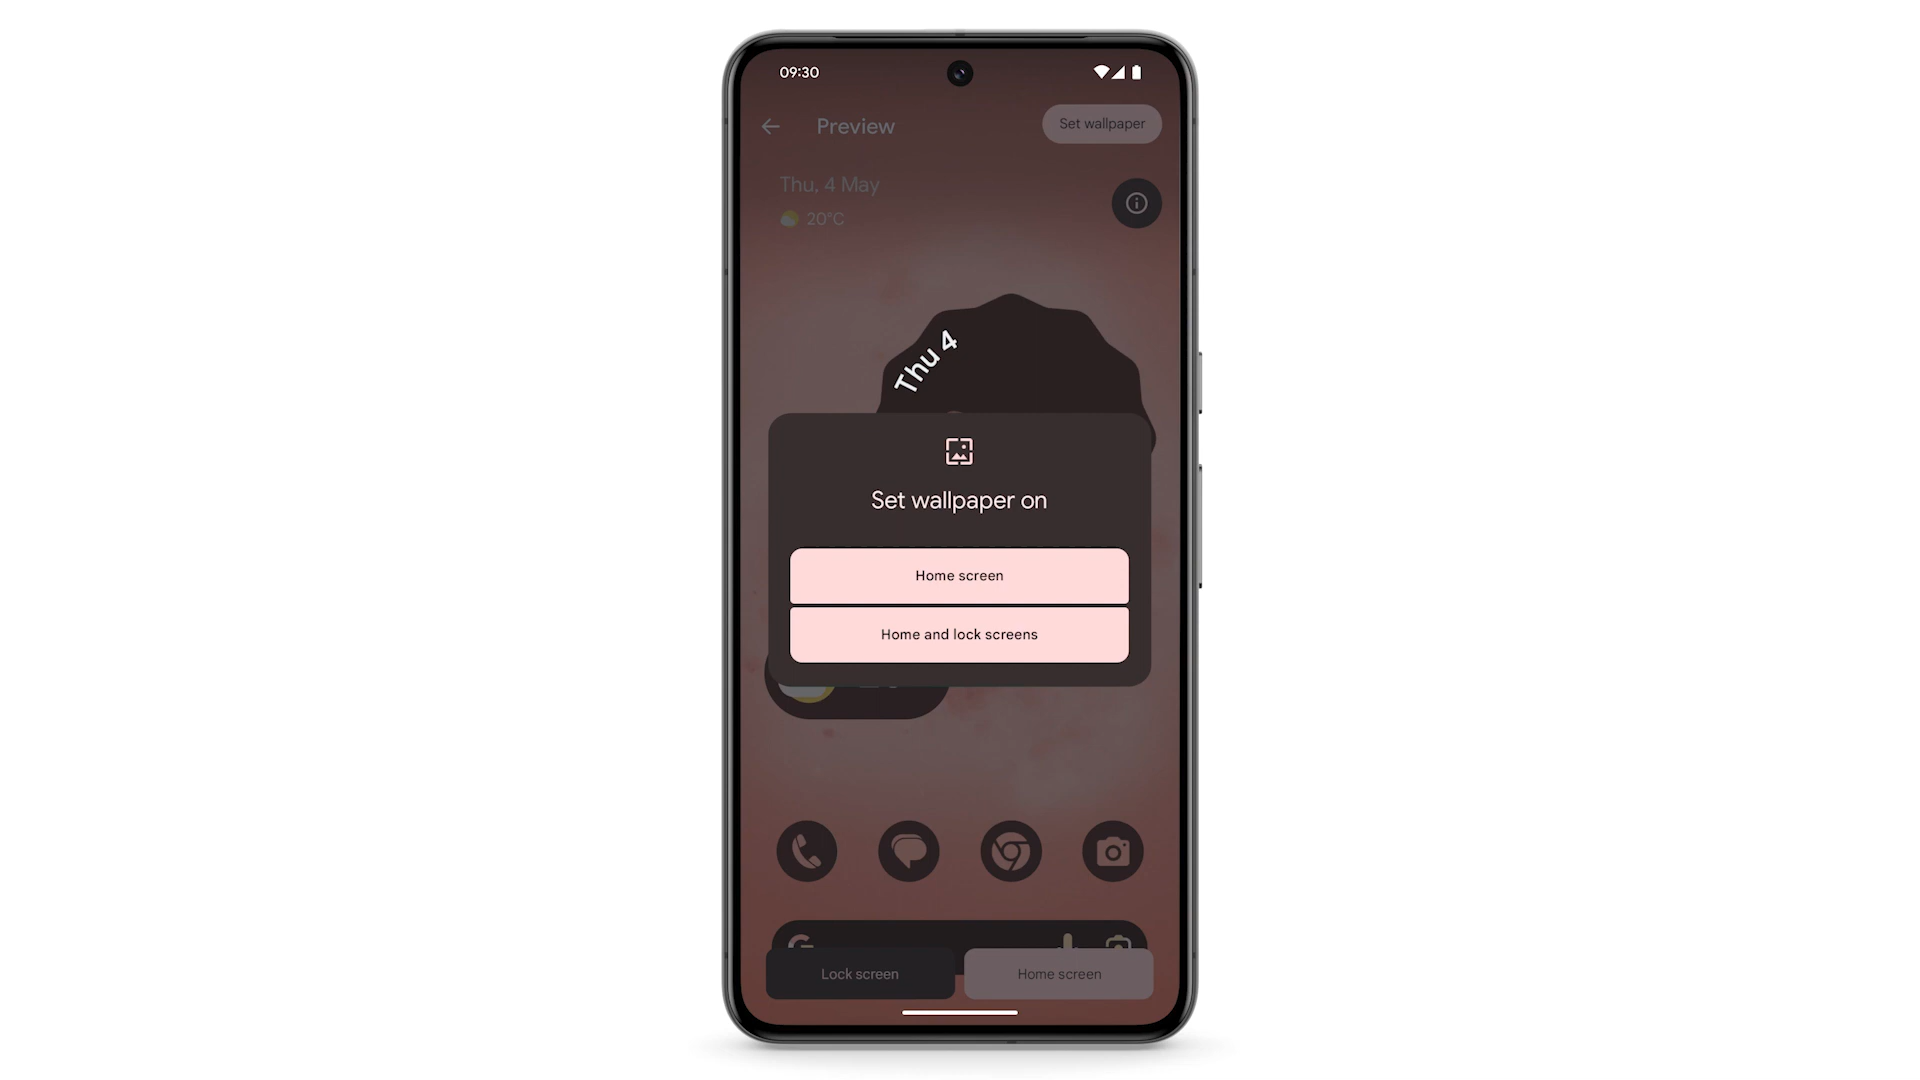 09:30
Preview
Set wallpaper
Thu, 4 May
20°C
Thu 4
Set wallpaper on
Home screen
Home and lock screens
Lock screen
Home screen